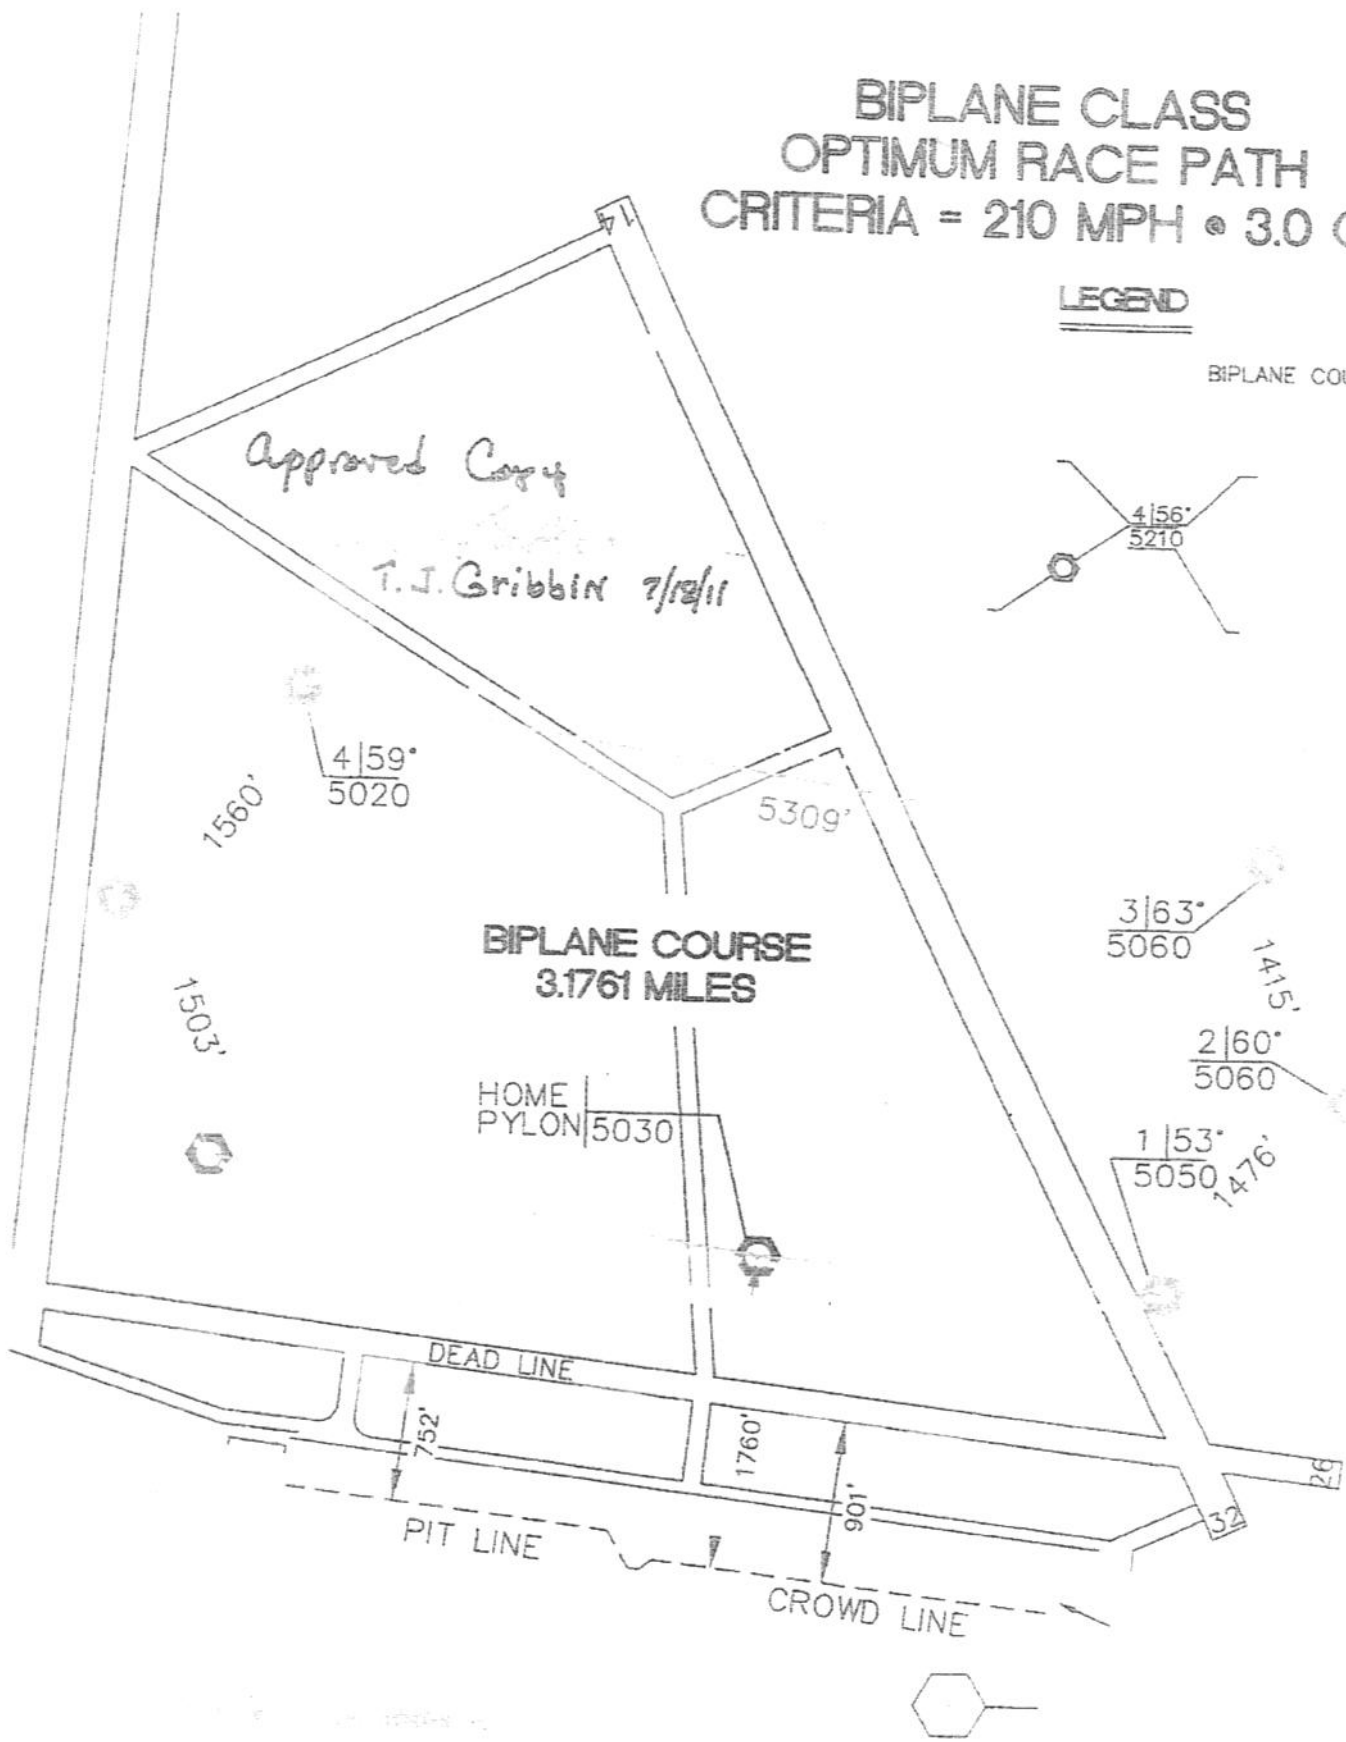 BIPLANE CLASS
OPTIMUM RACE PATH
CRITERIA = 210 MPH @ 3.0
LEGEND
BIPLANE COU
4|56°
5210
14
Approved Copy
T.J. Gribbin 7/18/11
4|59°
5020
1560'
5309'
3|63°
5060
1415'
BIPLANE COURSE
3.1761 MILES
1503'
2|60°
5060
HOME
PYLON|5030
1|53°
5050
1476'
DEAD LINE
752'
1760'
901'
26
32
PIT LINE
CROWD LINE